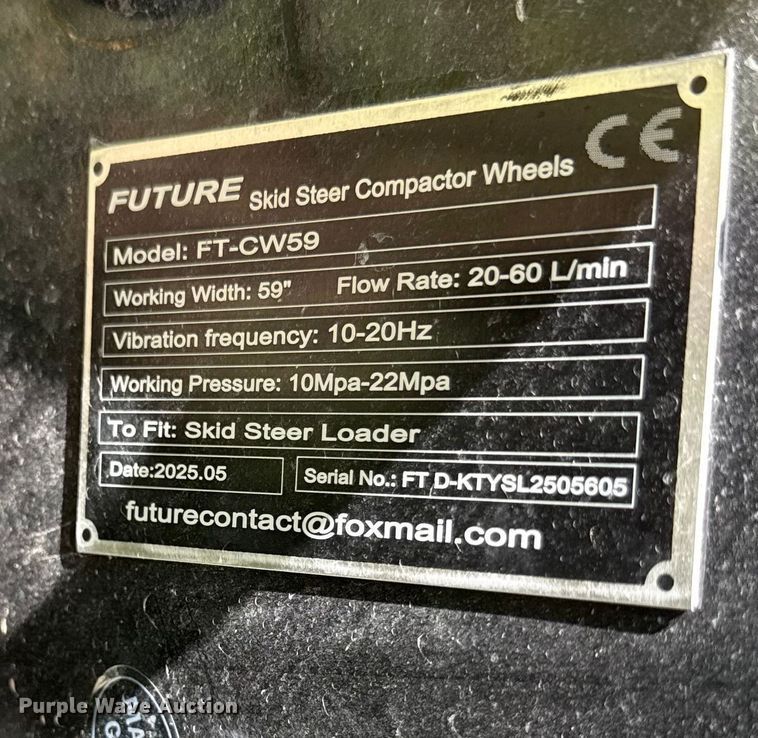 CE
FUTURE Skid Steer Compactor Wheels
Model: FT-CW59
Working Width: 59" Flow Rate: 20-60 L/min
Vibration frequency: 10-20Hz
Working Pressure: 10Mpa-22Mpa
To Fit: Skid Steer Loader
Date:2025.05 Serial No.: FT D-KTYSL2505605
futurecontact@foxmail.com
Purple Wave Auction